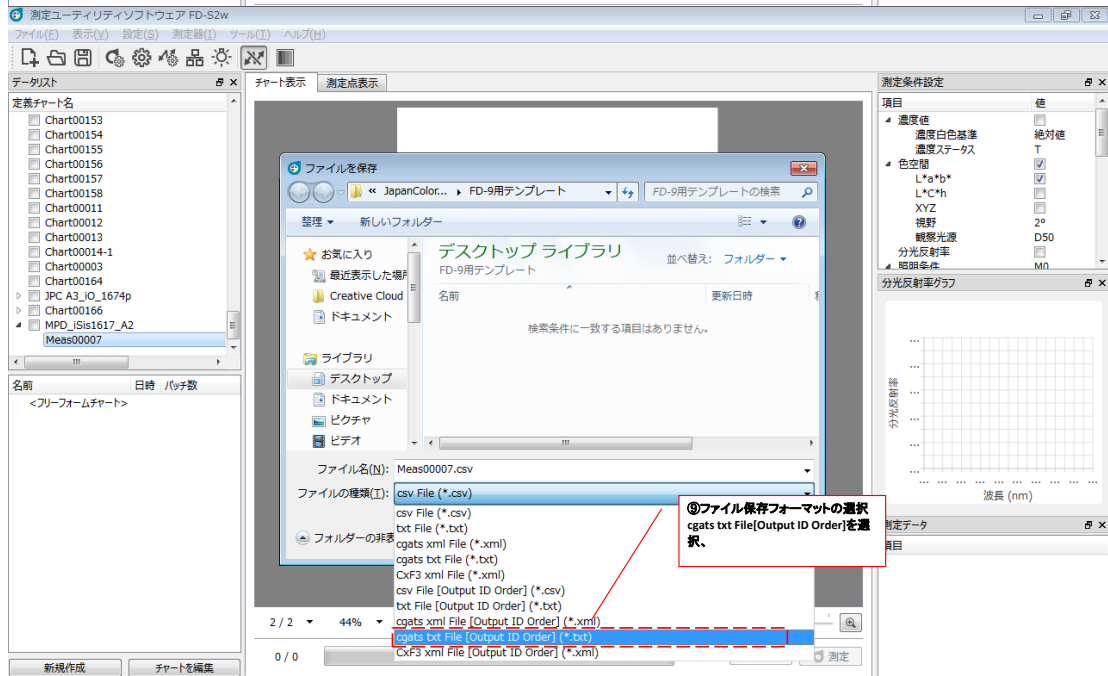 測定ユーティリティソフトウェア FD-S2w
ファイル(F) 表示(V) 設定(S) 測定器(I) ツール(T) ヘルプ(H)
データリスト
定義チャート名
Chart00153
Chart00154
Chart00155
Chart00156
Chart00157
Chart00158
Chart00011
Chart00012
Chart00013
Chart00014-1
Chart00003
Chart00164
JPC A3_iO_1674p
Chart00166
MPD_iSis1617_A2
Meas00007
名前 日時 パッチ数
<フリーフォームチャート>
新規作成 チャートを編集
チャート表示 測定点表示
ファイルを保存
« JapanColor... FD-9用テンプレート FD-9用テンプレートの検索
整理 新しいフォルダー
お気に入り
最近表示した場所
Creative Cloud
ドキュメント
ライブラリ
デスクトップ
ドキュメント
ピクチャ
ビデオ
デスクトップ ライブラリ
FD-9用テンプレート
並べ替え: フォルダー
名前 更新日時
検索条件に一致する項目はありません。
ファイル名(N): Meas00007.csv
ファイルの種類(T): csv File (*.csv)
フォルダーの非表
csv File (*.csv)
txt File (*.txt)
cgats xml File (*.xml)
cgats txt File (*.txt)
CxF3 xml File (*.xml)
csv File [Output ID Order] (*.csv)
txt File [Output ID Order] (*.txt)
cgats xml File [Output ID Order] (*.xml)
cgats txt File [Output ID Order] (*.txt)
CxF3 xml File [Output ID Order] (*.xml)
⑨ファイル保存フォーマットの選択
cgats txt File[Output ID Order]を選
択、
2 / 2 44%
0 / 0
測定
測定条件設定
項目 値
濃度値
濃度白色基準 絶対値
濃度ステータス T
色空間
L*a*b*
L*C*h
XYZ
視野 2°
観察光源 D50
分光反射率
照明条件 M0
分光反射率グラフ
分光反射率
波長 (nm)
測定データ
項目